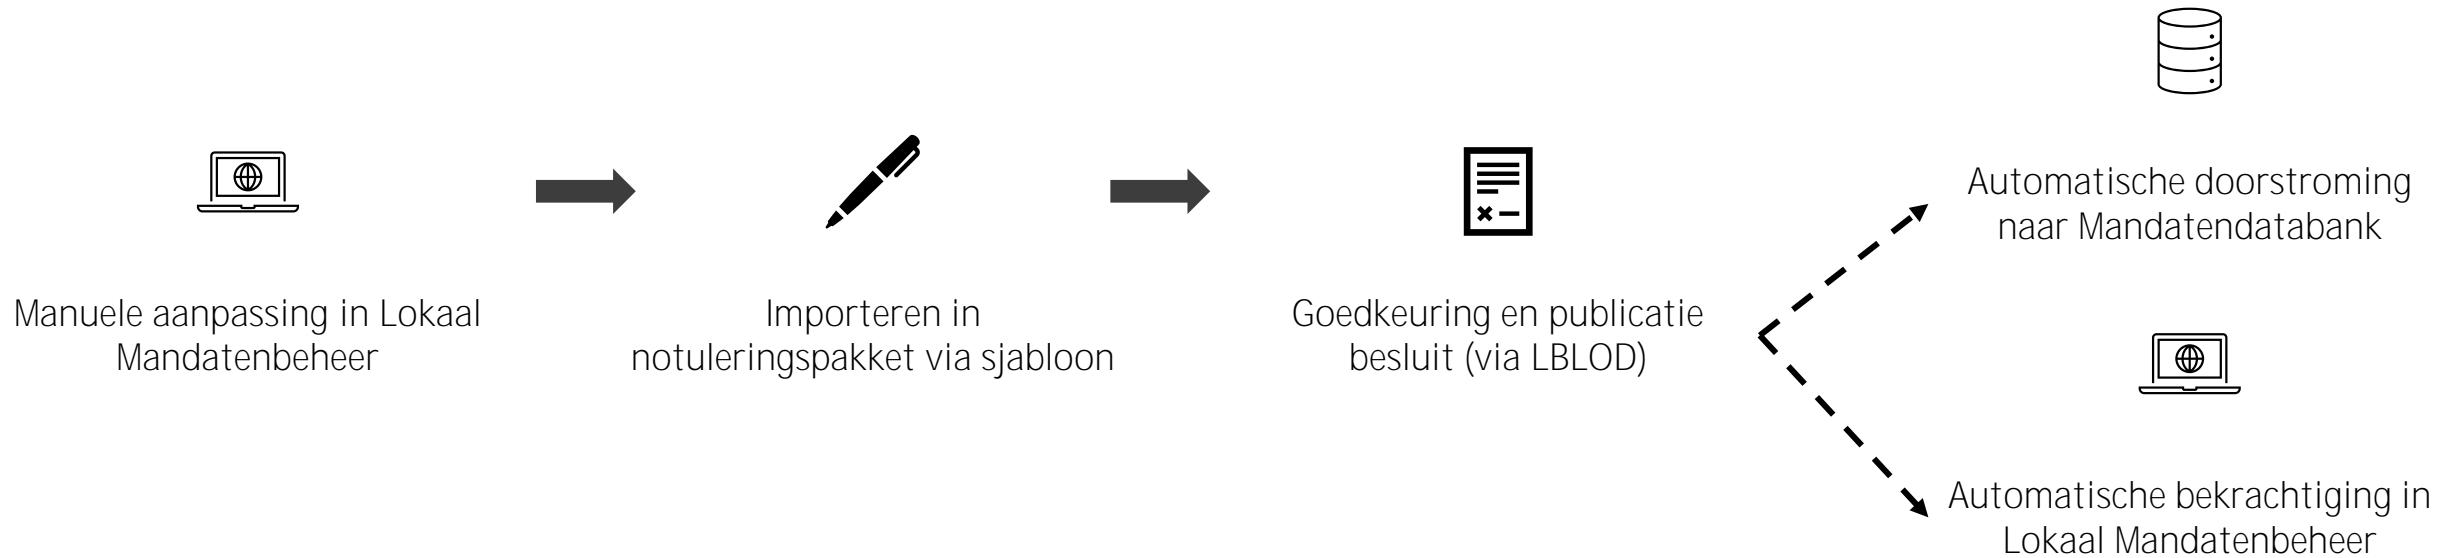 Manuele aanpassing in Lokaal
Mandatenbeheer
Importeren in
notuleringspakket via sjabloon
Goedkeuring en publicatie
besluit (via LBLOD)
Automatische doorstroming
naar Mandatendatabank
Automatische bekrachtiging in
Lokaal Mandatenbeheer